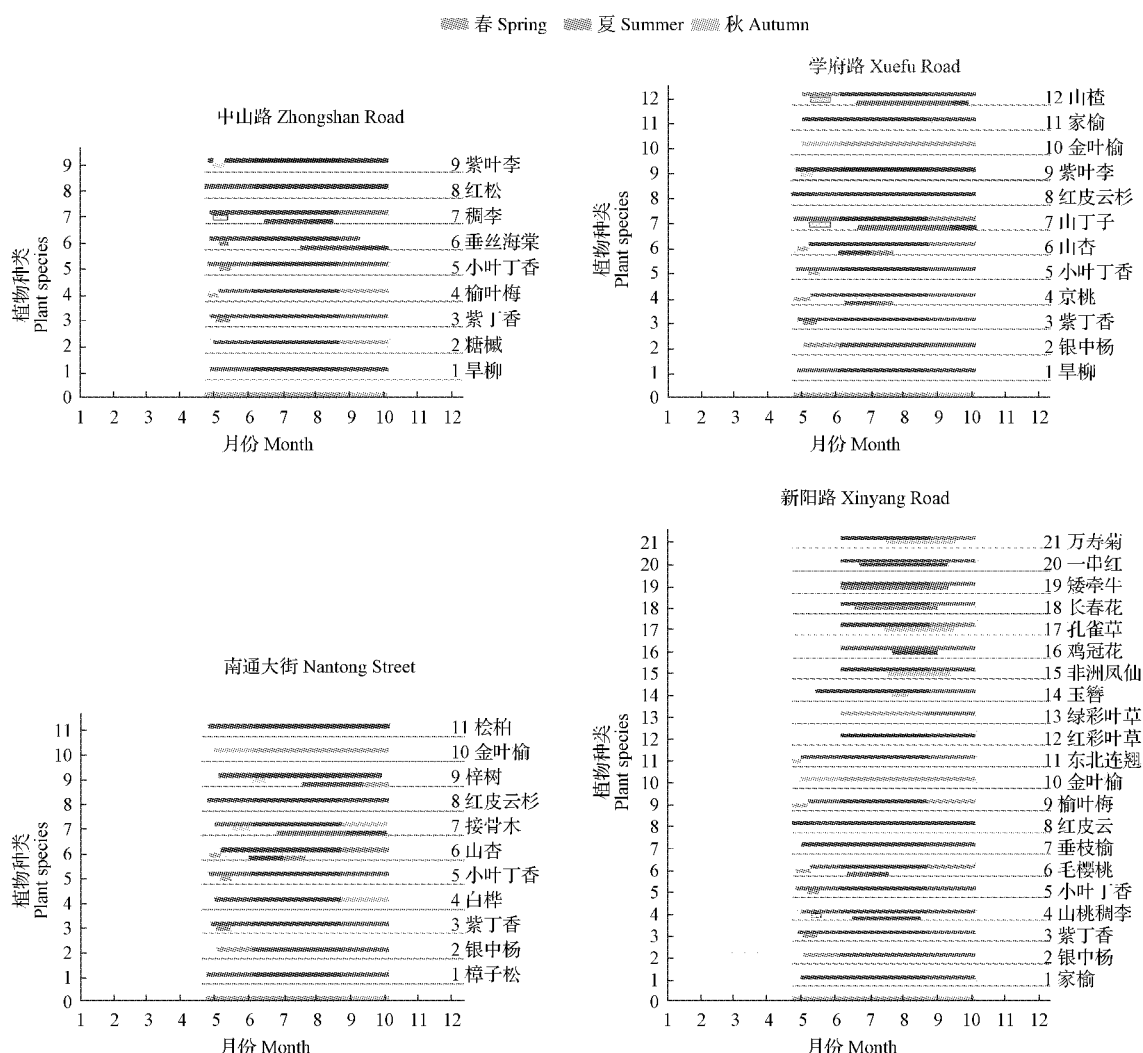 春 Spring 夏 Summer 秋 Autumn
中山路 Zhongshan Road
植物种类
Plant species
9
8
7
6
5
4
3
2
1
0
9 紫叶李
8 红松
7 稠李
6 垂丝海棠
5 小叶丁香
4 榆叶梅
3 紫丁香
2 糖槭
1 旱柳
1 2 3 4 5 6 7 8 9 10 11 12
月份 Month
学府路 Xuefu Road
植物种类
Plant species
12
11
10
9
8
7
6
5
4
3
2
1
0
12 山楂
11 家榆
10 金叶榆
9 紫叶李
8 红皮云杉
7 山丁子
6 山杏
5 小叶丁香
4 京桃
3 紫丁香
2 银中杨
1 旱柳
1 2 3 4 5 6 7 8 9 10 11 12
月份 Month
南通大街 Nantong Street
植物种类
Plant species
11
10
9
8
7
6
5
4
3
2
1
0
11 桧柏
10 金叶榆
9 梓树
8 红皮云杉
7 接骨木
6 山杏
5 小叶丁香
4 白桦
3 紫丁香
2 银中杨
1 樟子松
1 2 3 4 5 6 7 8 9 10 11 12
月份 Month
新阳路 Xinyang Road
植物种类
Plant species
21
20
19
18
17
16
15
14
13
12
11
10
9
8
7
6
5
4
3
2
1
0
21 万寿菊
20 一串红
19 矮牵牛
18 长春花
17 孔雀草
16 鸡冠花
15 非洲凤仙
14 玉簪
13 绿彩叶草
12 红彩叶草
11 东北连翘
10 金叶榆
9 榆叶梅
8 红皮云
7 垂枝榆
6 毛樱桃
5 小叶丁香
4 山桃稠李
3 紫丁香
2 银中杨
1 家榆
1 2 3 4 5 6 7 8 9 10 11 12
月份 Month